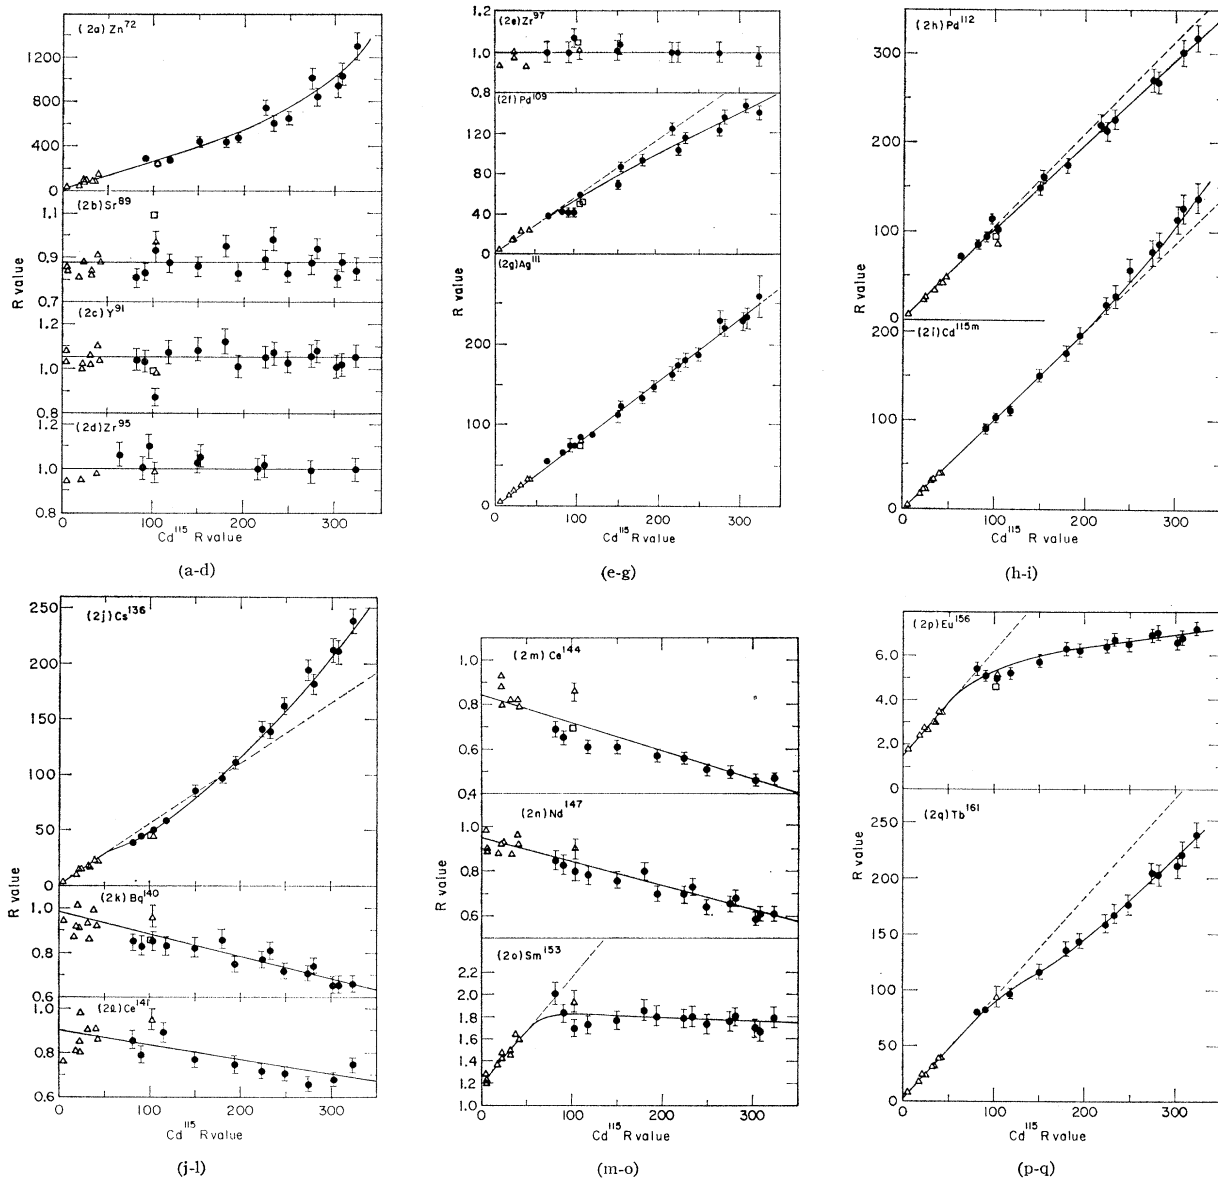 (2a) Zn72
1200
800
400
0
(2b) Sr89
1.1
0.9
0.7
(2c) Y91
1.2
1.0
0.8
(2d) Zr95
1.2
1.0
0.8
R value
0 100 200 300
Cd115 R value
(a-d)
(2e) Zr97
1.2
1.0
0.8
(2f) Pd109
120
80
40
0
(2g) Ag111
200
100
0
R value
0 100 200 300
Cd115 R value
(e-g)
(2h) Pd112
300
200
100
0
(2i) Cd115m
200
100
0
R value
0 100 200 300
Cd115 R value
(h-i)
(2j) Cs136
250
200
150
100
50
0
(2k) Ba140
1.0
0.8
0.6
(2l) Ce141
1.0
0.8
0.6
R value
0 100 200 300
Cd115 R value
(j-l)
(2m) Ce144
1.0
0.8
0.6
0.4
(2n) Nd147
1.0
0.8
0.6
(2o) Sm153
2.2
2.0
1.8
1.6
1.4
1.2
1.0
R value
0 100 200 300
Cd115 R value
(m-o)
(2p) Eu156
6.0
4.0
2.0
0
(2q) Tb161
250
200
150
100
50
0
R value
0 100 200 300
Cd115 R value
(p-q)